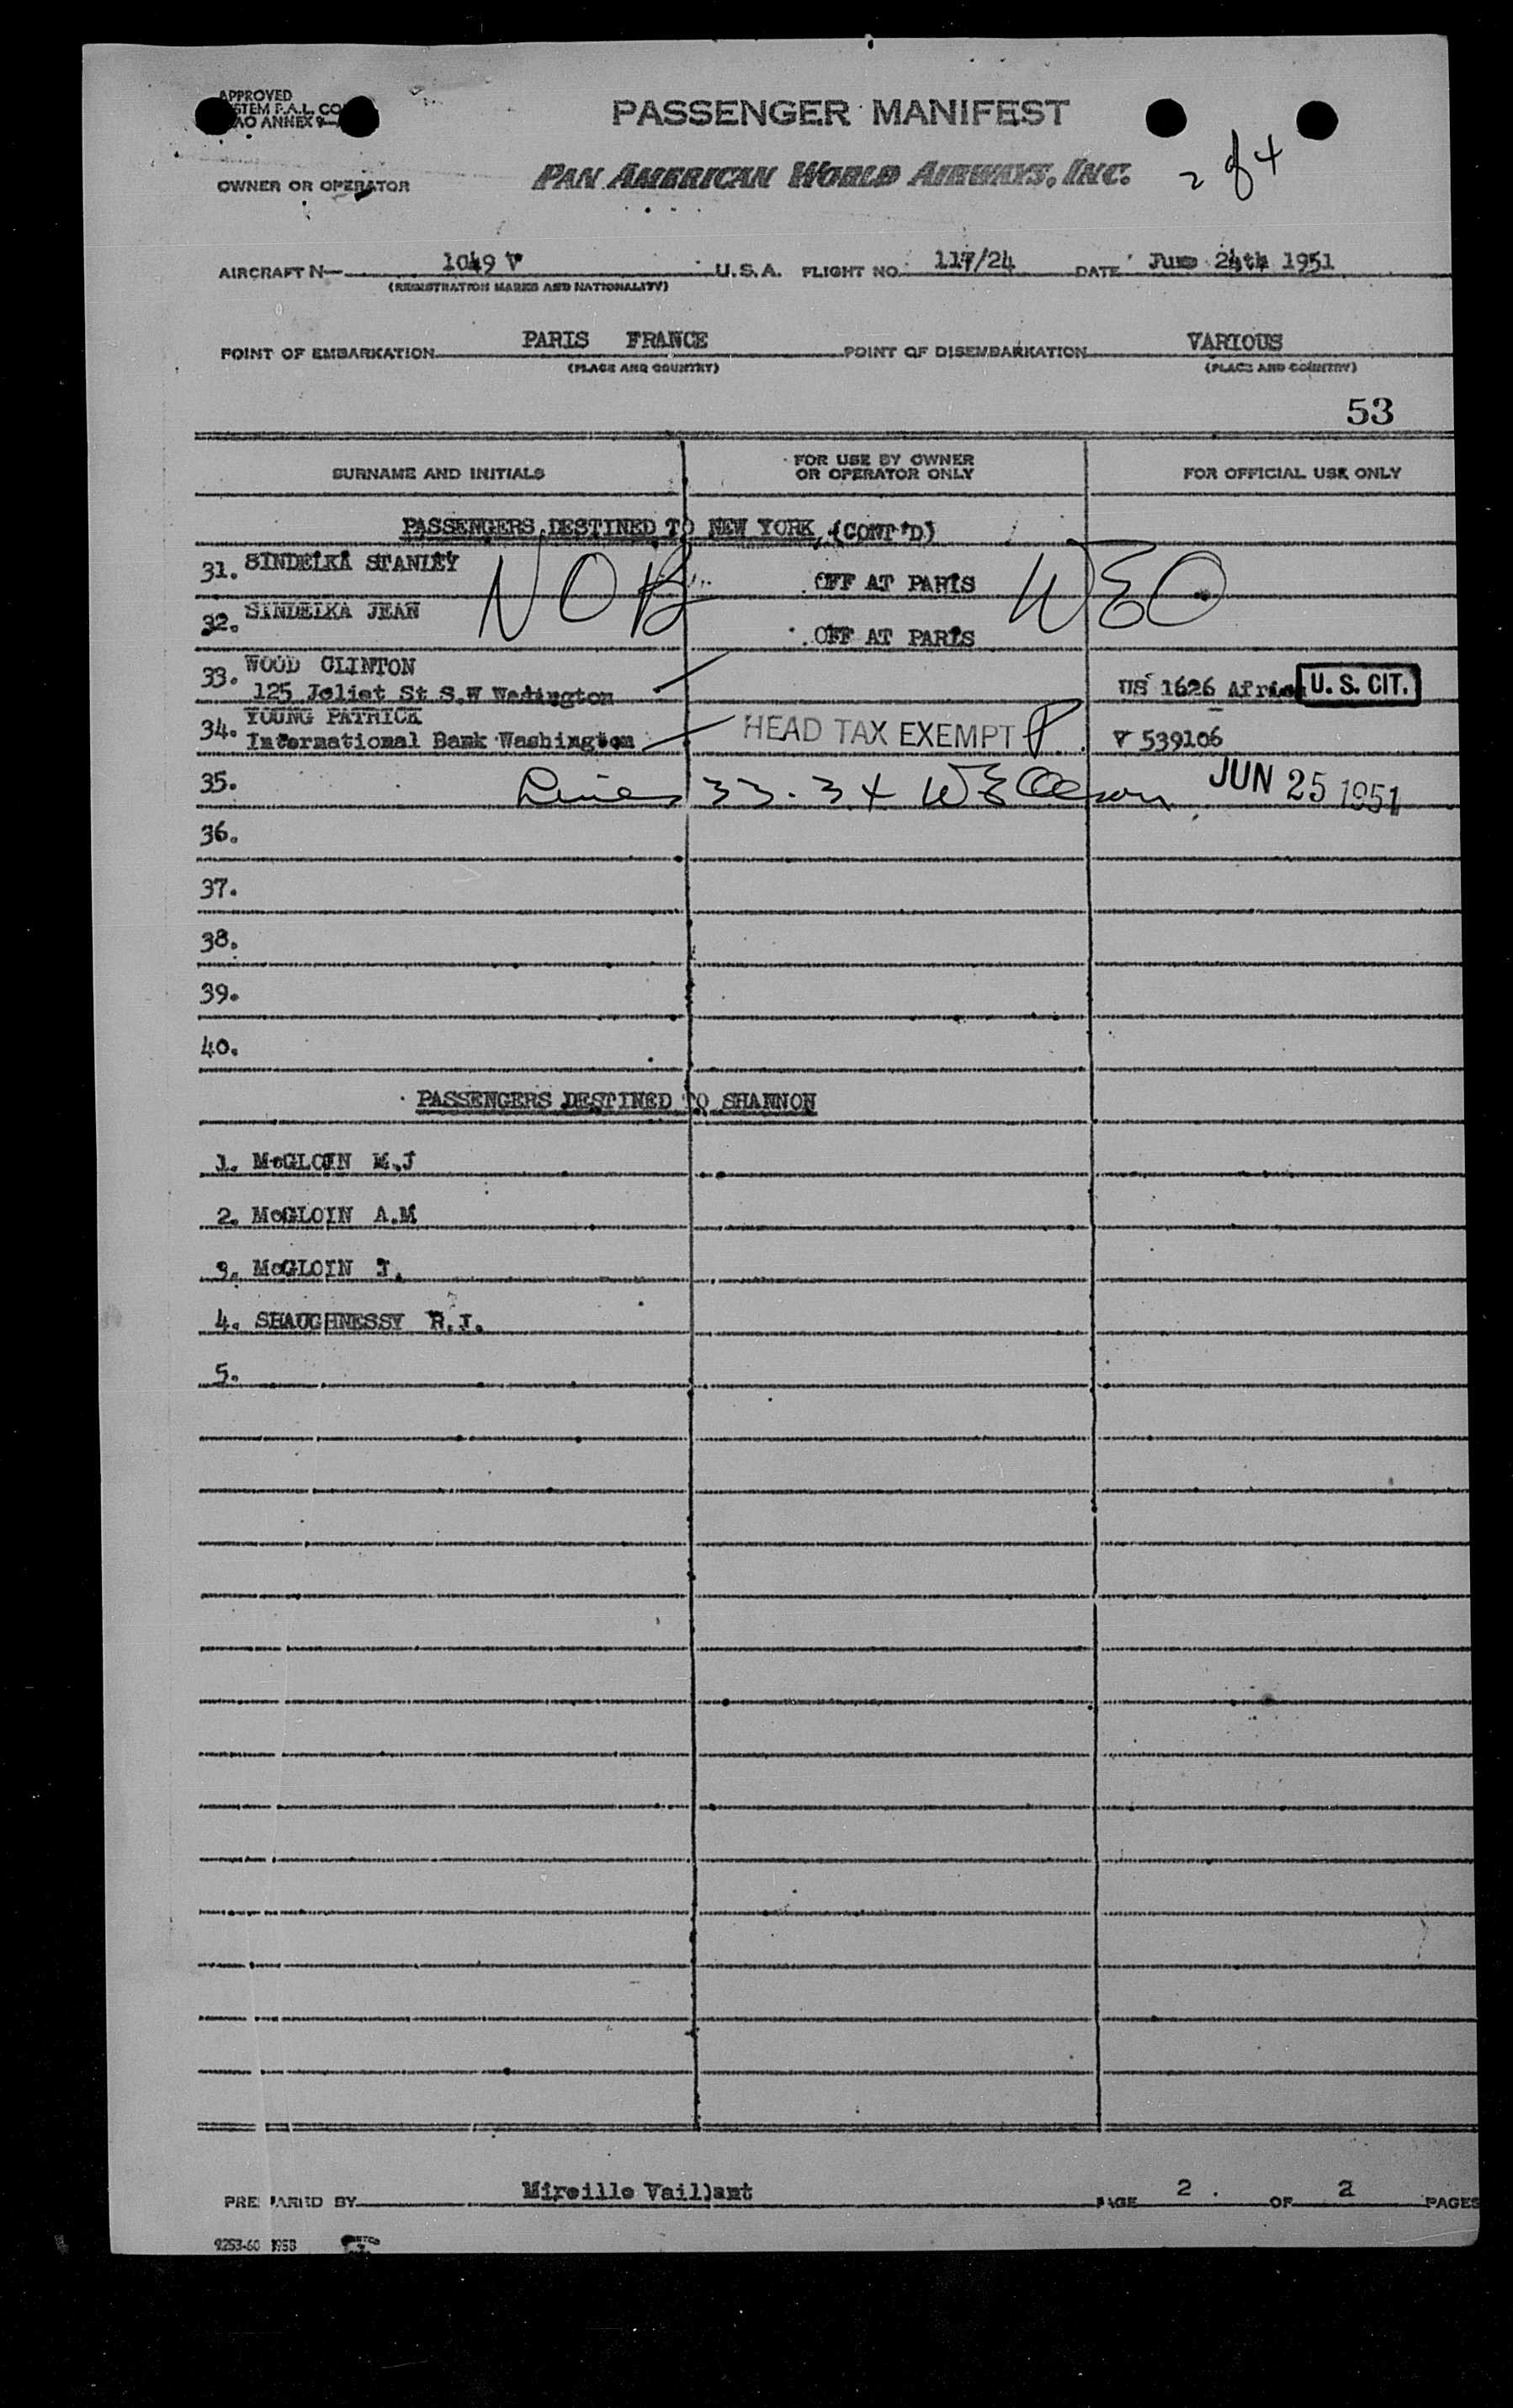 APPROVED
PASSENGER MANIFEST
2 of 4
OWNER OR OPERATOR PAN AMERICAN WORLD AIRWAYS, INC.
AIRCRAFT N— 1049 V U.S.A. FLIGHT NO. 117/24 DATE June 24th 1951
(REGISTRATION MARKS AND NATIONALITY)
POINT OF EMBARKATION PARIS FRANCE POINT OF DISEMBARKATION VARIOUS
(PLACE AND COUNTRY) (PLACE AND COUNTRY)
53
SURNAME AND INITIALS FOR USE BY OWNER OR OPERATOR ONLY FOR OFFICIAL USE ONLY
PASSENGERS DESTINED TO NEW YORK (CONT'D)
31. SINDELKA STANLEY NOB OFF AT PARIS WEO
32. SINDELKA JEAN OFF AT PARIS
33. WOOD CLINTON
125 Joliet St S.W US 1626 U. S. CIT.
34. YOUNG PATRICK
International Bank Washington HEAD TAX EXEMPT V 539106
35. Lines 33-34 JUN 25 1951
36.
37.
38.
39.
40.
PASSENGERS DESTINED TO SHANNON
1. McGLOIN M.J
2. McGLOIN A.M
3. McGLOIN
4. SHAUGHNESSY R.J.
5.
PREPARED BY Mireille Vaillant PAGE 2 . OF 2 PAGES